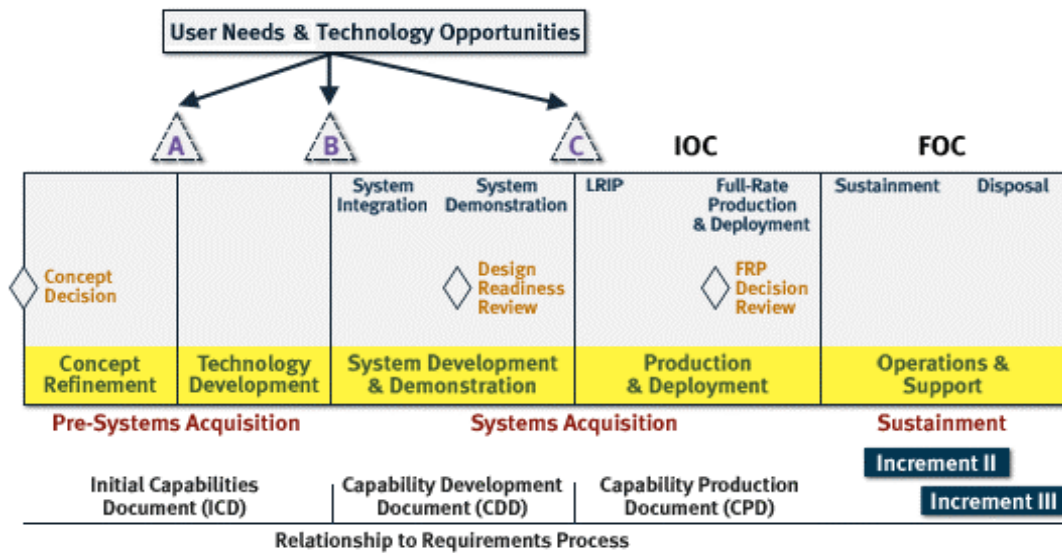 User Needs & Technology Opportunities
A
B
C
IOC
FOC
System
Integration
System
Demonstration
LRIP
Full-Rate
Production
& Deployment
Sustainment
Disposal
Concept
Decision
Design
Readiness
Review
FRP
Decision
Review
Concept
Refinement
Technology
Development
System Development
& Demonstration
Production
& Deployment
Operations &
Support
Pre-Systems Acquisition
Systems Acquisition
Sustainment
Increment II
Increment III
Initial Capabilities
Document (ICD)
Capability Development
Document (CDD)
Capability Production
Document (CPD)
Relationship to Requirements Process